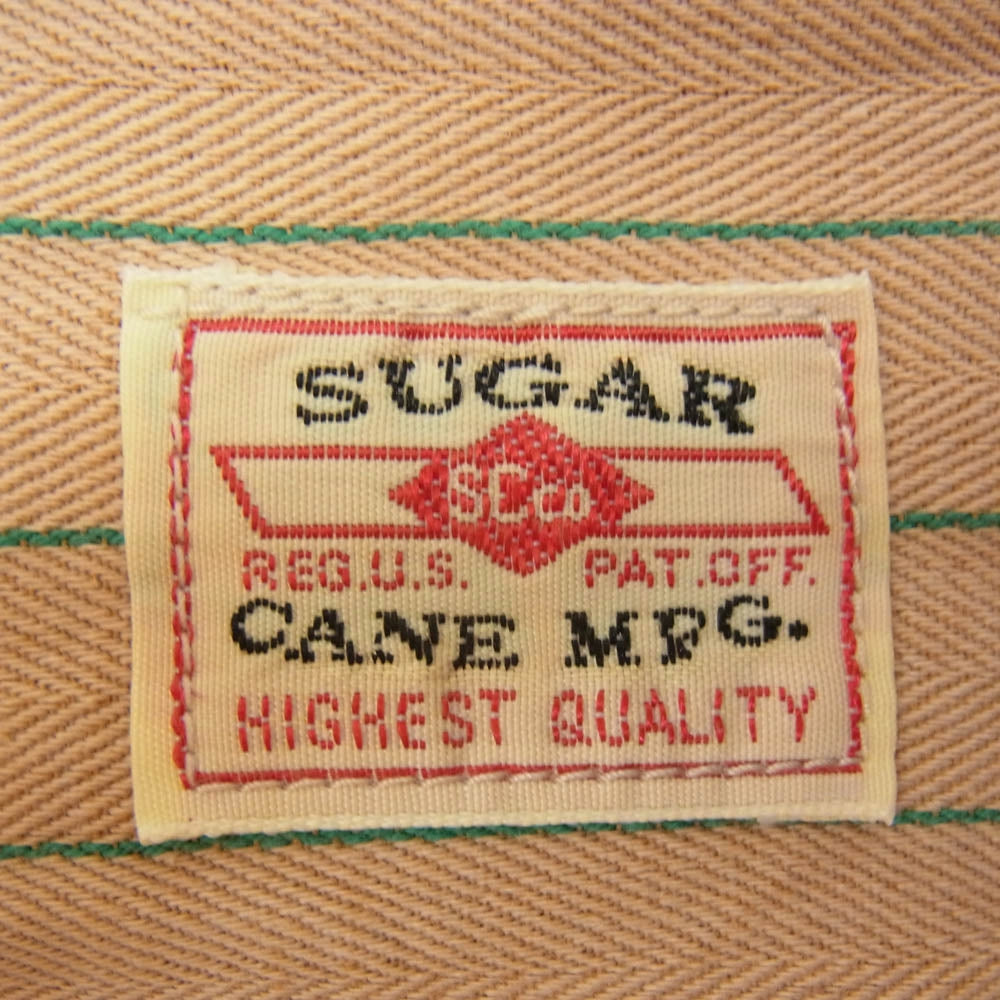 SUGAR
SCCo
REG.U.S. PAT.OFF.
CANE MFG.
HIGHEST QUALITY